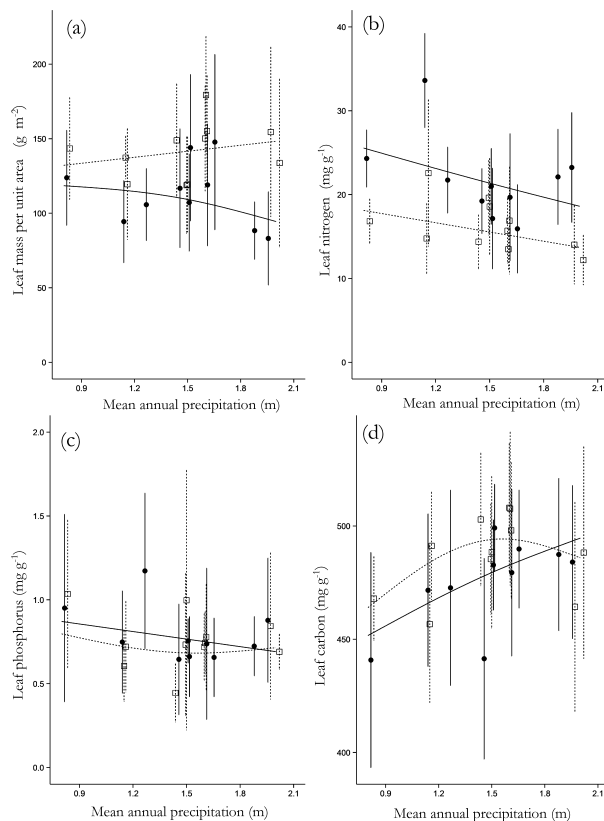 (a)
Leaf mass per unit area (g m-2)
200
150
100
50
0
0.9 1.2 1.5 1.8 2.1
Mean annual precipitation (m)
(b)
Leaf nitrogen (mg g-1)
40
30
20
10
0
0.9 1.2 1.5 1.8 2.1
Mean annual precipitation (m)
(c)
Leaf phosphorus (mg g-1)
2.0
1.5
1.0
0.5
0.0
0.9 1.2 1.5 1.8 2.1
Mean annual precipitation (m)
(d)
Leaf carbon (mg g-1)
500
450
400
0.9 1.2 1.5 1.8 2.1
Mean annual precipitation (m)